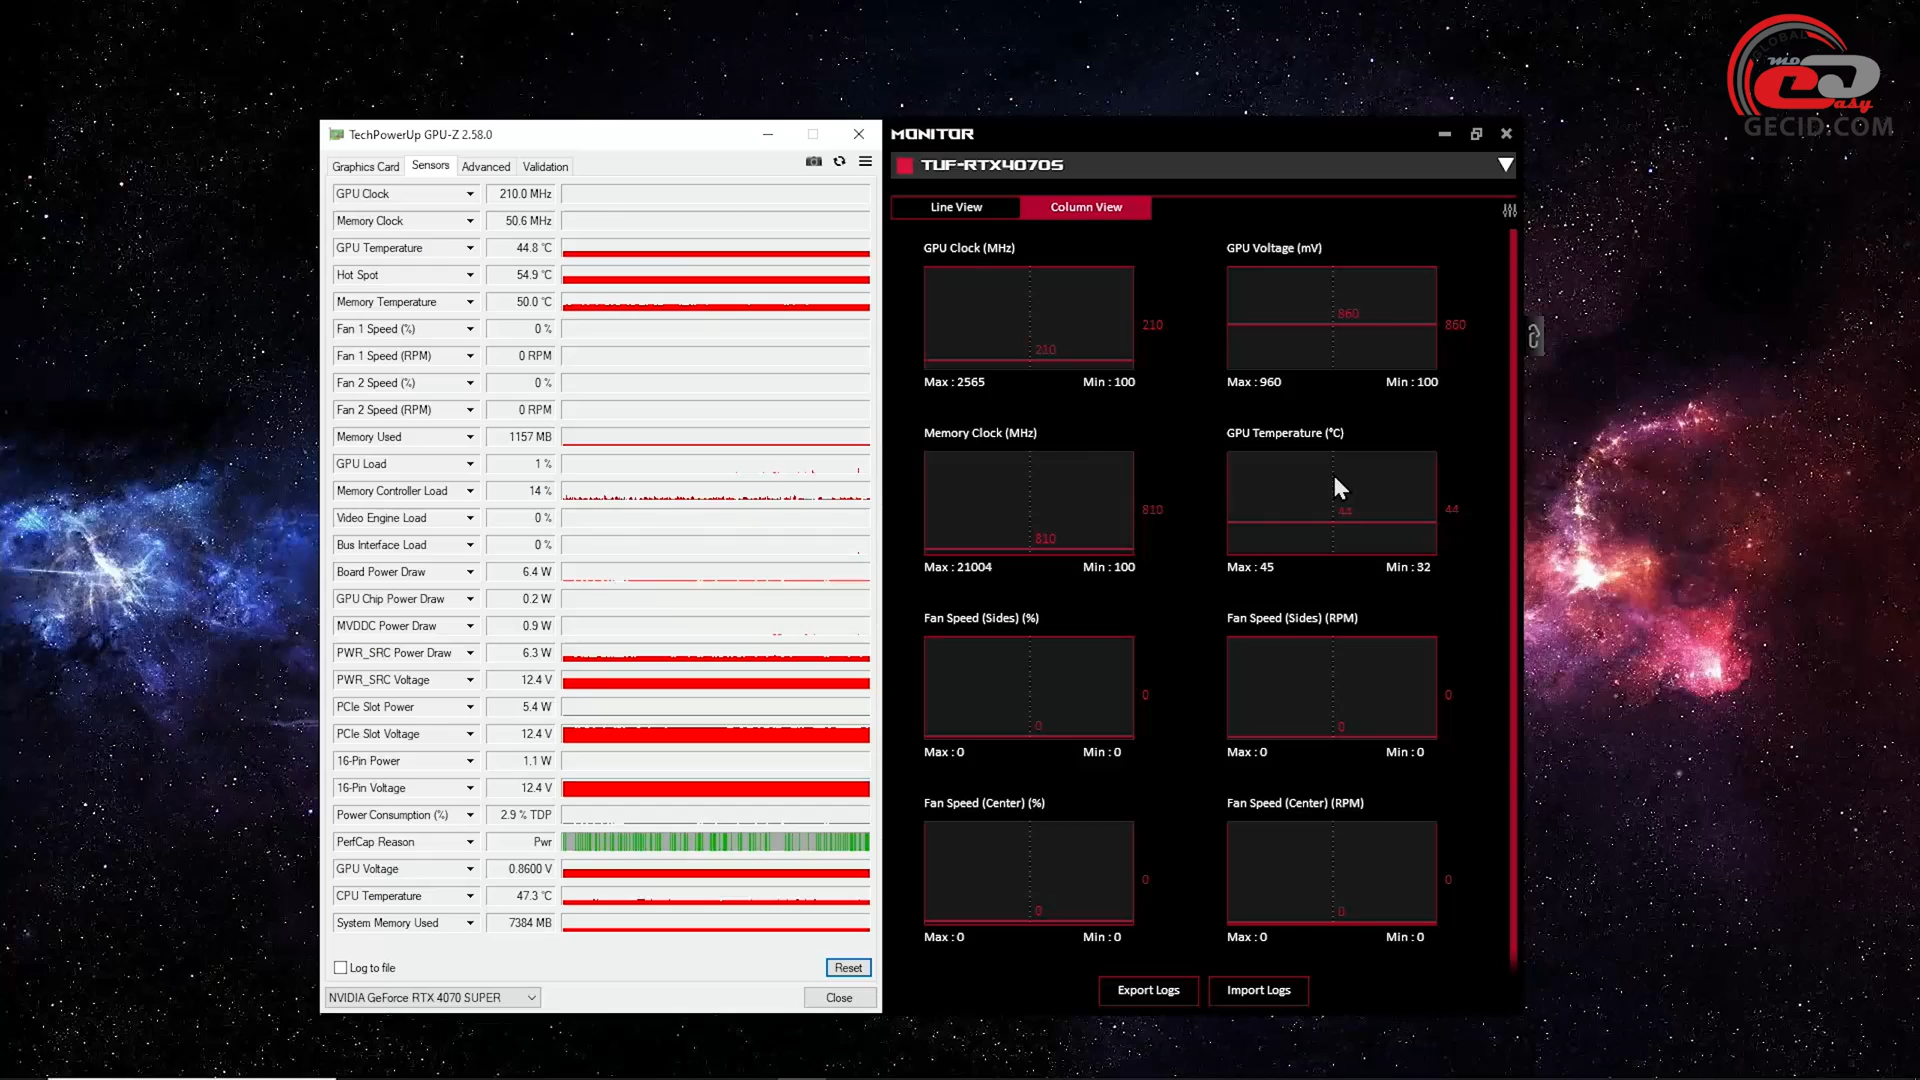 GLOBAL
MO
easy
GECID.COM
TechPowerUp GPU-Z 2.58.0
Graphics Card Sensors Advanced Validation
GPU Clock 210.0 MHz
Memory Clock 50.6 MHz
GPU Temperature 44.8 °C
Hot Spot 54.9 °C
Memory Temperature 50.0 °C
Fan 1 Speed (%) 0 %
Fan 1 Speed (RPM) 0 RPM
Fan 2 Speed (%) 0 %
Fan 2 Speed (RPM) 0 RPM
Memory Used 1157 MB
GPU Load 1 %
Memory Controller Load 14 %
Video Engine Load 0 %
Bus Interface Load 0 %
Board Power Draw 6.4 W
GPU Chip Power Draw 0.2 W
MVDDC Power Draw 0.9 W
PWR_SRC Power Draw 6.3 W
PWR_SRC Voltage 12.4 V
PCIe Slot Power 5.4 W
PCIe Slot Voltage 12.4 V
16-Pin Power 1.1 W
16-Pin Voltage 12.4 V
Power Consumption (%) 2.9 % TDP
PerfCap Reason Pwr
GPU Voltage 0.8600 V
CPU Temperature 47.3 °C
System Memory Used 7384 MB
Log to file Reset
NVIDIA GeForce RTX 4070 SUPER Close
MONITOR
TUF-RTX4070S
Line View Column View
GPU Clock (MHz) GPU Voltage (mV)
860
210 860
210
Max : 2565 Min : 100 Max : 960 Min : 100
Memory Clock (MHz) GPU Temperature (°C)
810 44 44
810
Max : 21004 Min : 100 Max : 45 Min : 32
Fan Speed (Sides) (%) Fan Speed (Sides) (RPM)
0 0
0 0
Max : 0 Min : 0 Max : 0 Min : 0
Fan Speed (Center) (%) Fan Speed (Center) (RPM)
0 0
0 0
Max : 0 Min : 0 Max : 0 Min : 0
Export Logs Import Logs